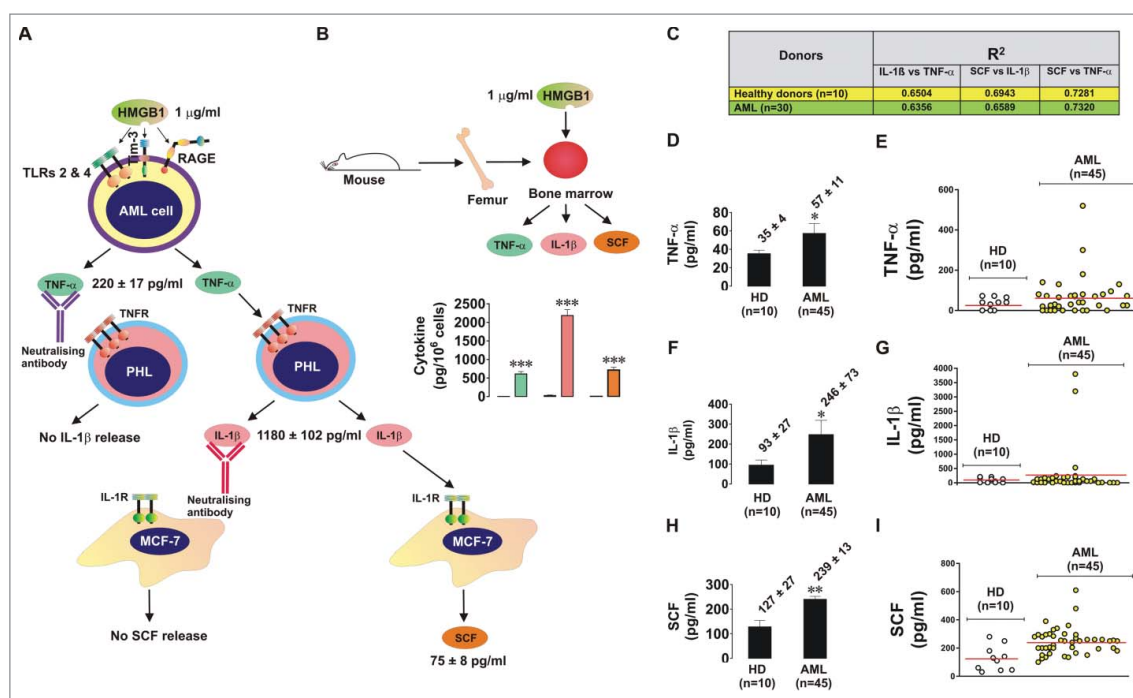 A
HMGB1
1 μg/ml
Tim-3
RAGE
TLRs 2 & 4
AML cell
TNF-α
220 ± 17 pg/ml
TNF-α
TNFR
TNFR
Neutralising
antibody
PHL
PHL
No IL-1β release
IL-1β
1180 ± 102 pg/ml
IL-1β
IL-1R
Neutralising
antibody
IL-1R
MCF-7
MCF-7
No SCF release
SCF
75 ± 8 pg/ml
B
1 μg/ml
HMGB1
Mouse
Femur
Bone marrow
TNF-α
IL-1β
SCF
Cytokine
(pg/10⁶ cells)
2500
2000
1500
1000
500
0
***
***
***
C
Donors
R²
IL-1ß vs TNF-α
SCF vs IL-1β
SCF vs TNF-α
Healthy donors (n=10)
0.6504
0.6943
0.7281
AML (n=30)
0.6356
0.6589
0.7320
D
TNF-α
(pg/ml)
80
60
40
20
0
35 ± 4
57 ± 11
*
HD
(n=10)
AML
(n=45)
E
TNF-α
(pg/ml)
600
400
200
0
HD
(n=10)
AML
(n=45)
F
IL-1β
(pg/ml)
400
300
200
100
0
93 ± 27
246 ± 73
*
HD
(n=10)
AML
(n=45)
G
IL-1β
(pg/ml)
4000
3500
3000
2500
2000
1500
1000
500
0
HD
(n=10)
AML
(n=45)
H
SCF
(pg/ml)
300
200
100
0
127 ± 27
239 ± 13
**
HD
(n=10)
AML
(n=45)
I
SCF
(pg/ml)
800
600
400
200
0
HD
(n=10)
AML
(n=45)